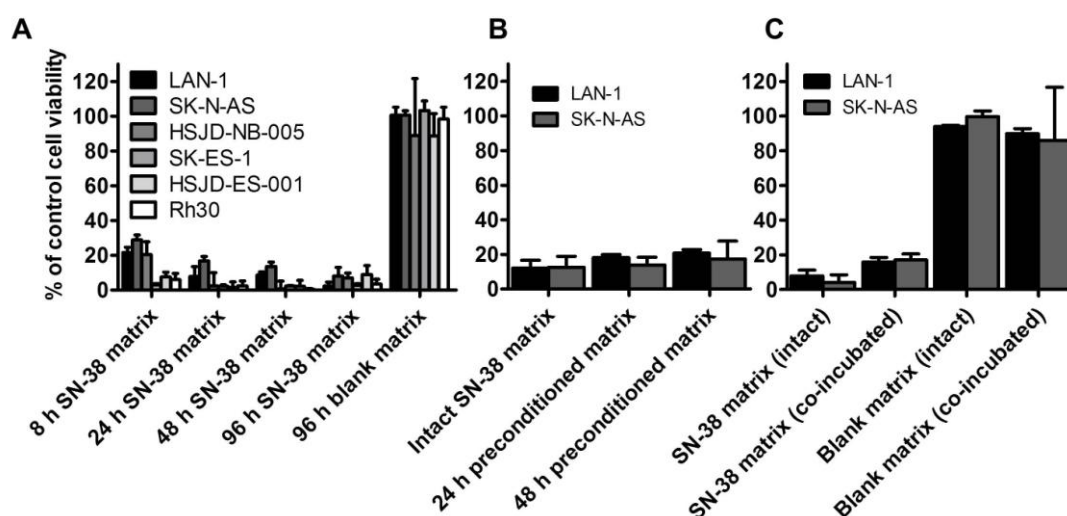 A
% of control cell viability
120
100
80
60
40
20
0
LAN-1
SK-N-AS
HSJD-NB-005
SK-ES-1
HSJD-ES-001
Rh30
8 h SN-38 matrix
24 h SN-38 matrix
48 h SN-38 matrix
96 h SN-38 matrix
96 h blank matrix
B
120
100
80
60
40
20
0
LAN-1
SK-N-AS
Intact SN-38 matrix
24 h preconditioned matrix
48 h preconditioned matrix
C
120
100
80
60
40
20
0
LAN-1
SK-N-AS
SN-38 matrix (intact)
SN-38 matrix (co-incubated)
Blank matrix (intact)
Blank matrix (co-incubated)